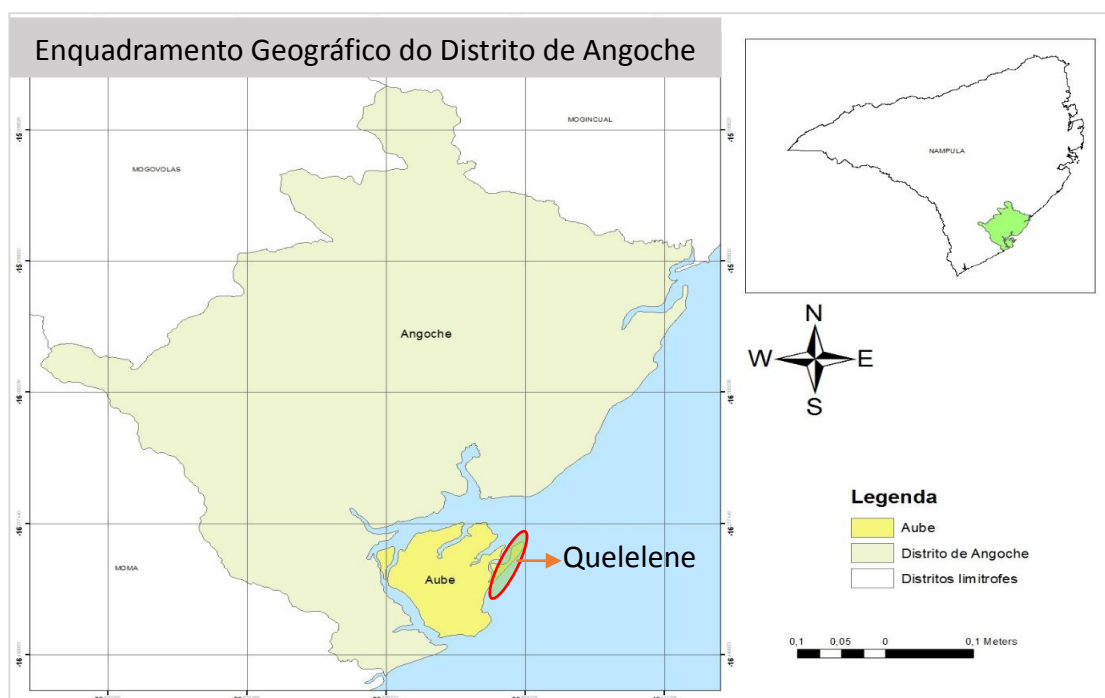 Enquadramento Geográfico do Distrito de Angoche
MOGINCUAL
MOGOVOLAS
Angoche
MOMA
Aube
Quelelene
NAMPULA
N
W E
S
Legenda
Aube
Distrito de Angoche
Distritos limitrofes
0,1 0,05 0 0,1 Meters